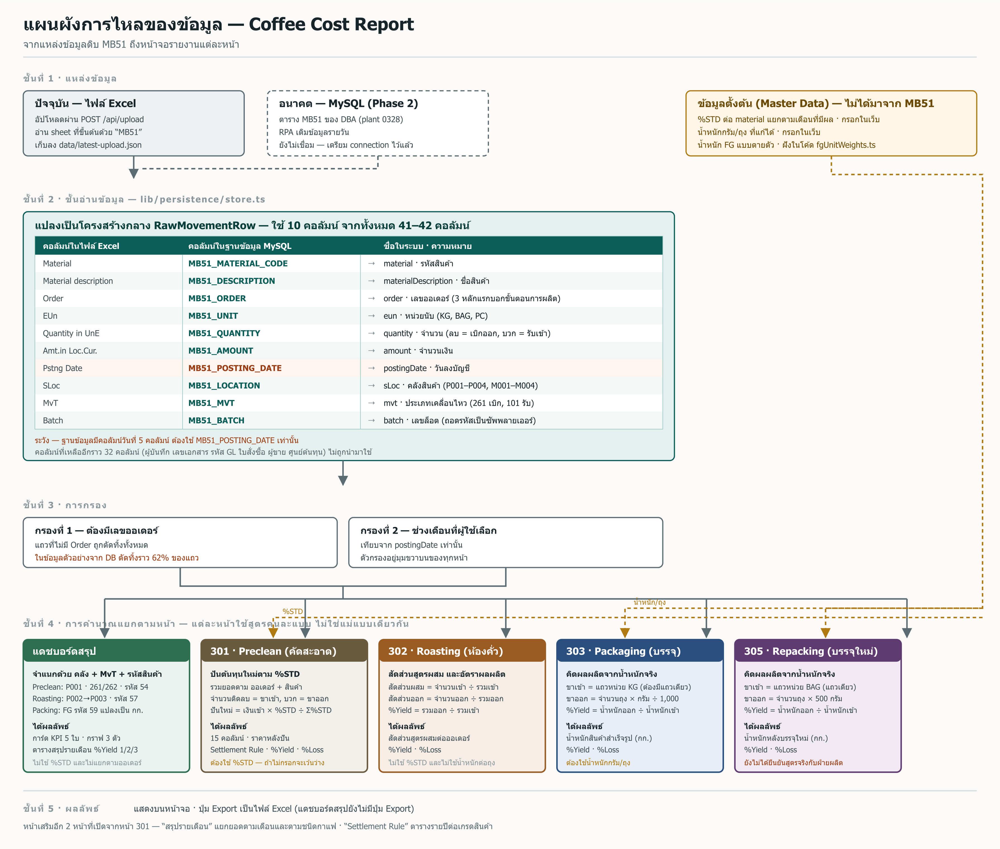 แผนผังการไหลของข้อมูล — Coffee Cost Report
จากแหล่งข้อมูลดิบ MB51 ถึงหน้าจอรายงานแต่ละหน้า
ชั้นที่ 1 · แหล่งข้อมูล
ปัจจุบัน — ไฟล์ Excel
อัปโหลดผ่าน POST /api/upload
อ่าน sheet ที่ขึ้นต้นด้วย “MB51”
เก็บลง data/latest-upload.json
อนาคต — MySQL (Phase 2)
ตาราง MB51 ของ DBA (plant 0328)
RPA เติมข้อมูลรายวัน
ยังไม่เชื่อม — เตรียม connection ไว้แล้ว
ข้อมูลตั้งต้น (Master Data) — ไม่ได้มาจาก MB51
%STD ต่อ material แยกตามเดือนที่มีผล · กรอกในเว็บ
น้ำหนักกรัม/ถุง ที่แก้ได้ · กรอกในเว็บ
น้ำหนัก FG แบบตายตัว · ฝังในโค้ด fgUnitWeights.ts
ชั้นที่ 2 · ชั้นอ่านข้อมูล — lib/persistence/store.ts
แปลงเป็นโครงสร้างกลาง RawMovementRow — ใช้ 10 คอลัมน์ จากทั้งหมด 41–42 คอลัมน์
คอลัมน์ในไฟล์ Excel คอลัมน์ในฐานข้อมูล MySQL ชื่อในระบบ · ความหมาย
Material MB51_MATERIAL_CODE → material · รหัสสินค้า
Material description MB51_DESCRIPTION → materialDescription · ชื่อสินค้า
Order MB51_ORDER → order · เลขออเดอร์ (3 หลักแรกบอกขั้นตอนการผลิต)
EUn MB51_UNIT → eun · หน่วยนับ (KG, BAG, PC)
Quantity in UnE MB51_QUANTITY → quantity · จำนวน (ลบ = เบิกออก, บวก = รับเข้า)
Amt.in Loc.Cur. MB51_AMOUNT → amount · จำนวนเงิน
Pstng Date MB51_POSTING_DATE → postingDate · วันลงบัญชี
SLoc MB51_LOCATION → sLoc · คลังสินค้า (P001–P004, M001–M004)
MvT MB51_MVT → mvt · ประเภทเคลื่อนไหว (261 เบิก, 101 รับ)
Batch MB51_BATCH → batch · เลขล็อต (ถอดรหัสเป็นซัพพลายเออร์)
ระวัง — ฐานข้อมูลมีคอลัมน์วันที่ 5 คอลัมน์ ต้องใช้ MB51_POSTING_DATE เท่านั้น
คอลัมน์ที่เหลืออีกราว 32 คอลัมน์ (ผู้บันทึก เลขเอกสาร รหัส GL ใบสั่งซื้อ ผู้ขาย ศูนย์ต้นทุน) ไม่ถูกนำมาใช้
ชั้นที่ 3 · การกรอง
กรองที่ 1 — ต้องมีเลขออเดอร์
แถวที่ไม่มี Order ถูกตัดทิ้งทั้งหมด
ในข้อมูลตัวอย่างจาก DB ตัดทิ้งราว 62% ของแถว
กรองที่ 2 — ช่วงเดือนที่ผู้ใช้เลือก
เทียบจาก postingDate เท่านั้น
ตัวกรองอยู่มุมขวาบนของทุกหน้า
น้ำหนัก/ถุง
%STD
ชั้นที่ 4 · การคำนวณแยกตามหน้า — แต่ละหน้าใช้สูตรคนละแบบ ไม่ใช่แม่แบบเดียวกัน
แดชบอร์ดสรุป
จำแนกด้วย คลัง + MvT + รหัสสินค้า
Preclean: P001 · 261/262 · รหัส 54
Roasting: P002→P003 · รหัส 57
Packing: FG รหัส 59 แปลงเป็น กก.
ได้ผลลัพธ์
การ์ด KPI 5 ใบ · กราฟ 3 ตัว
ตารางสรุปรายเดือน %Yield 1/2/3
ไม่ใช้ %STD และไม่แยกตามออเดอร์
301 · Preclean (คัดสะอาด)
ปันต้นทุนใหม่ตาม %STD
รวมยอดตาม ออเดอร์ + สินค้า
จำนวนติดลบ = ขาเข้า, บวก = ขาออก
ปันใหม่ = เงินเข้า × %STD ÷ Σ%STD
ได้ผลลัพธ์
15 คอลัมน์ · ราคาหลังปัน
Settlement Rule · %Yield · %Loss
ต้องใช้ %STD — ถ้าไม่กรอกจะเว้นว่าง
302 · Roasting (ห้องคั่ว)
สัดส่วนสูตรผสม และอัตราผลผลิต
สัดส่วนผสม = จำนวนเข้า ÷ รวมเข้า
สัดส่วนออก = จำนวนออก ÷ รวมออก
%Yield = รวมออก ÷ รวมเข้า
ได้ผลลัพธ์
สัดส่วนสูตรผสมต่อออเดอร์
%Yield · %Loss
ไม่ใช้ %STD และไม่ใช้น้ำหนักต่อถุง
303 · Packaging (บรรจุ)
คิดผลผลิตจากน้ำหนักจริง
ขาเข้า = แถวหน่วย KG (ต้องมีแถวเดียว)
ขาออก = จำนวนถุง × กรัม ÷ 1,000
%Yield = น้ำหนักออก ÷ น้ำหนักเข้า
ได้ผลลัพธ์
น้ำหนักสินค้าสำเร็จรูป (กก.)
%Yield · %Loss
ต้องใช้น้ำหนักกรัม/ถุง
305 · Repacking (บรรจุใหม่)
คิดผลผลิตจากน้ำหนักจริง
ขาเข้า = แถวหน่วย BAG (แถวเดียว)
ขาออก = จำนวนถุง × 500 กรัม
%Yield = น้ำหนักออก ÷ น้ำหนักเข้า
ได้ผลลัพธ์
น้ำหนักหลังบรรจุใหม่ (กก.)
%Yield · %Loss
ยังไม่ได้ยืนยันสูตรจริงกับฝ่ายผลิต
ชั้นที่ 5 · ผลลัพธ์ แสดงบนหน้าจอ · ปุ่ม Export เป็นไฟล์ Excel (แดชบอร์ดสรุปยังไม่มีปุ่ม Export)
หน้าเสริมอีก 2 หน้าที่เปิดจากหน้า 301 — “สรุปรายเดือน” แยกยอดตามเดือนและตามชนิดกาแฟ · “Settlement Rule” ตารางรายปีต่อเกรดสินค้า